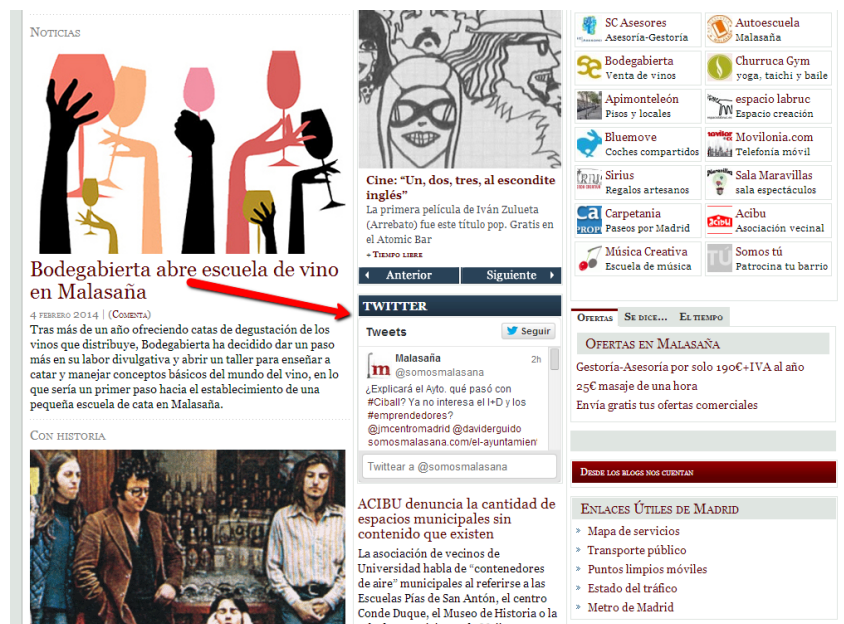 Noticias
Bodegabierta abre escuela de vino
en Malasaña
4 febrero 2014 | (Comenta)
Tras más de un año ofreciendo catas de degustación de los
vinos que distribuye, Bodegabierta ha decidido dar un paso
más en su labor divulgativa y abrir un taller para enseñar a
catar y manejar conceptos básicos del mundo del vino, en lo
que sería un primer paso hacia el establecimiento de una
pequeña escuela de cata en Malasaña.
Con historia
Cine: “Un, dos, tres, al escondite
inglés”
La primera película de Iván Zulueta
(Arrebato) fue este título pop. Gratis en
el Atomic Bar
+ Tiempo libre
Anterior
Siguiente
TWITTER
Tweets
Seguir
m
Malasaña
2h
@somosmalasana
¿Explicará el Ayto. qué pasó con
#Ciball? Ya no interesa el I+D y los
#emprendedores?
@jmcentromadrid @daviderguido
somosmalasana.com/el-ayuntamien
Twittear a @somosmalasana
ACIBU denuncia la cantidad de
espacios municipales sin
contenido que existen
La asociación de vecinos de
Universidad habla de “contenedores
de aire” municipales al referirse a las
Escuelas Pías de San Antón, el centro
Conde Duque, el Museo de Historia o la
SC Asesores
Asesoría-Gestoría
Autoescuela
Malasaña
Bodegabierta
Venta de vinos
Churruca Gym
yoga, taichi y baile
Apimonteleón
Pisos y locales
espacio labruc
Espacio creación
Bluemove
Coches compartidos
Movilonia.com
Telefonía móvil
Sirius
Regalos artesanos
Sala Maravillas
sala espectáculos
Carpetania
Paseos por Madrid
Acibu
Asociación vecinal
Música Creativa
Escuela de música
TÚ
Somos tú
Patrocina tu barrio
Ofertas
Se dice...
El tiempo
Ofertas en Malasaña
Gestoría-Asesoría por solo 190€+IVA al año
25€ masaje de una hora
Envía gratis tus ofertas comerciales
Desde los blogs nos cuentan
Enlaces Útiles de Madrid
» Mapa de servicios
» Transporte público
» Puntos limpios móviles
» Estado del tráfico
» Metro de Madrid